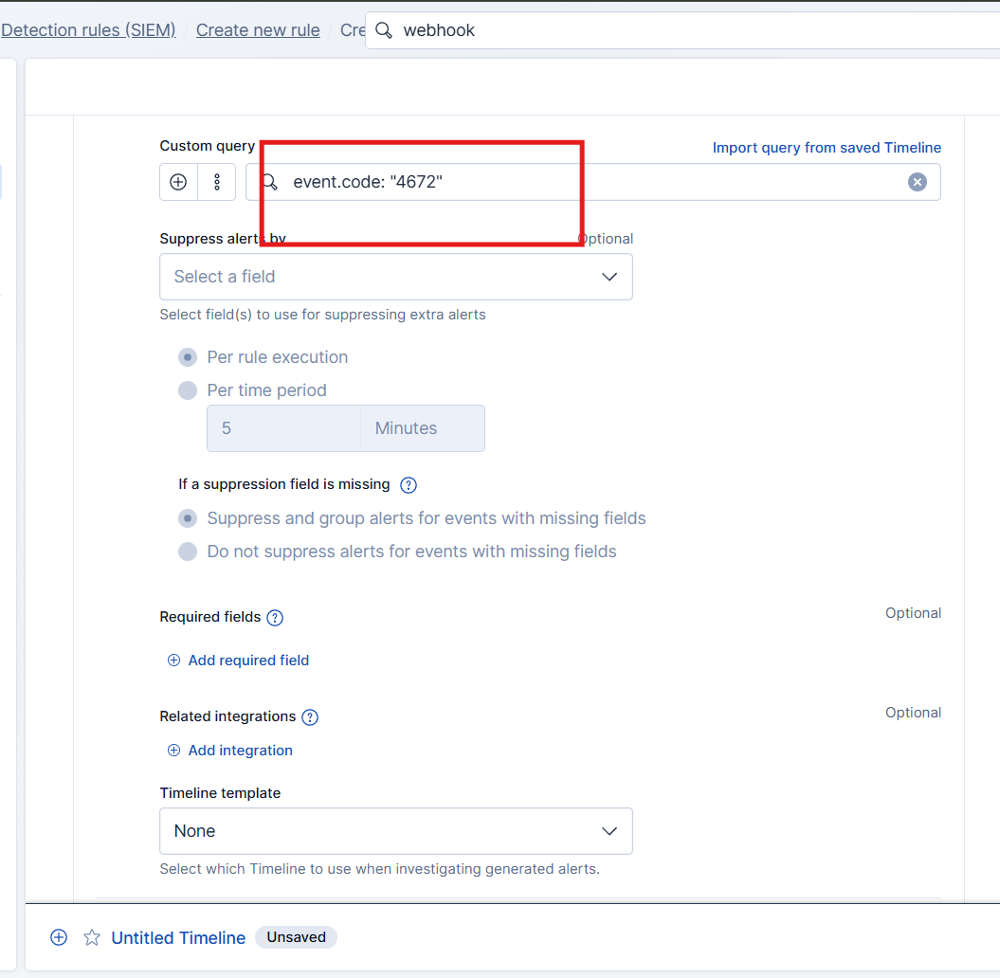 Detection rules (SIEM) / Create new rule / Cre
webhook
Custom query
Import query from saved Timeline
event.code: "4672"
Suppress alerts by
Optional
Select a field
Select field(s) to use for suppressing extra alerts
Per rule execution
Per time period
5 Minutes
If a suppression field is missing
Suppress and group alerts for events with missing fields
Do not suppress alerts for events with missing fields
Required fields
Optional
Add required field
Related integrations
Optional
Add integration
Timeline template
None
Select which Timeline to use when investigating generated alerts.
Untitled Timeline Unsaved